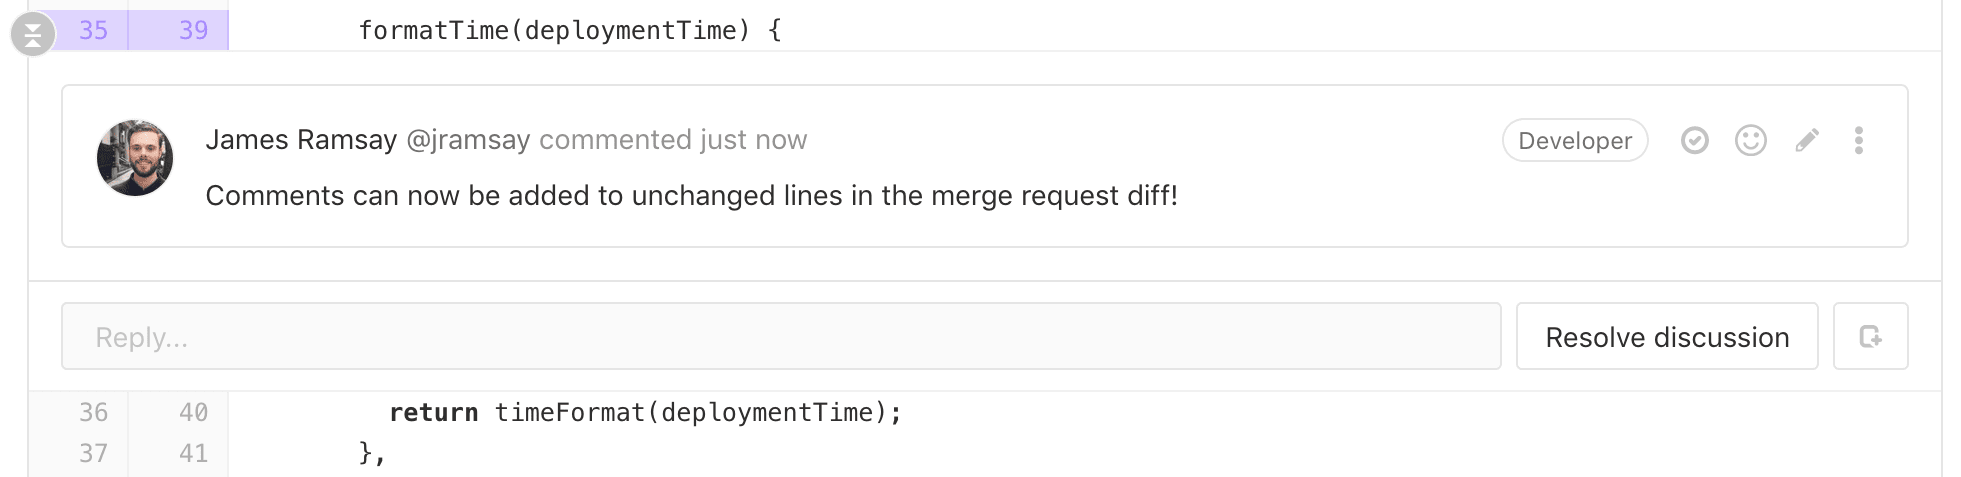 35 39 formatTime(deploymentTime) {
James Ramsay @jramsay commented just now Developer
Comments can now be added to unchanged lines in the merge request diff!
Reply... Resolve discussion
36 40 return timeFormat(deploymentTime);
37 41 },